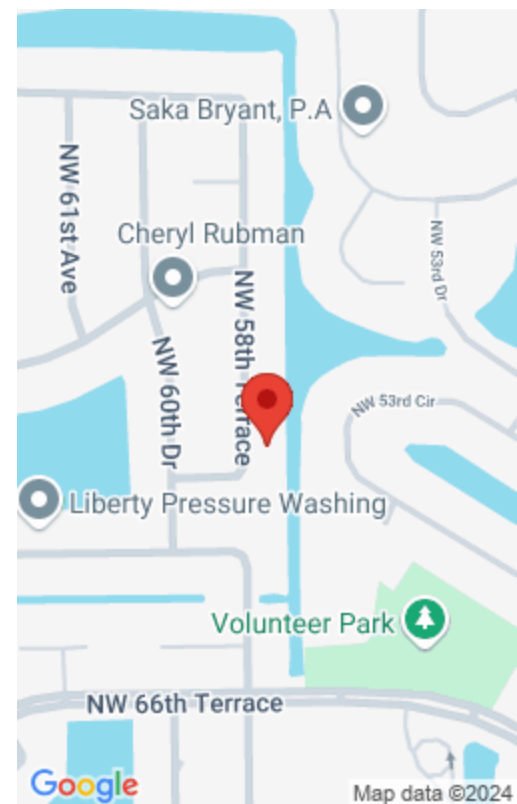 Saka Bryant, P.A
NW 61st Ave
Cheryl Rubman
NW 53rd Dr
NW 58th Terrace
NW 60th Dr
NW 53rd Cir
Liberty Pressure Washing
Volunteer Park
NW 66th Terrace
Google
Map data ©2024